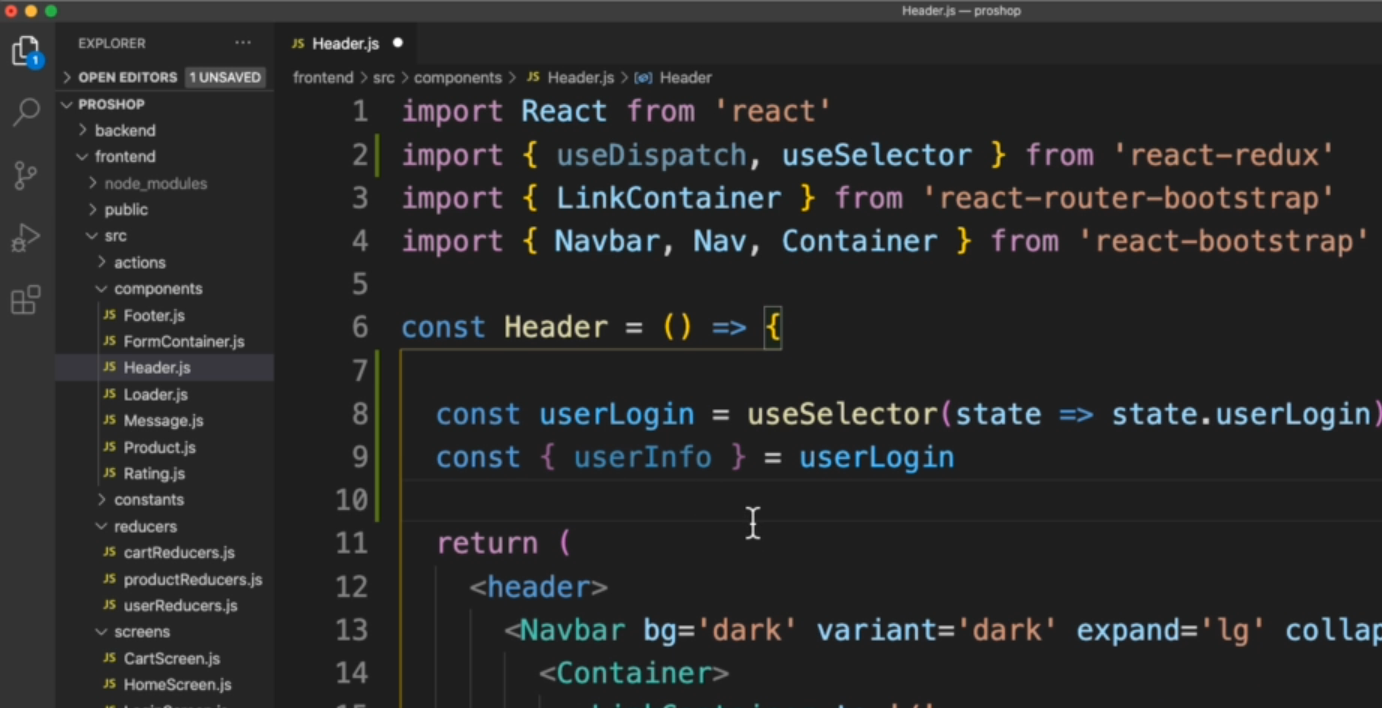 Header.js — proshop
EXPLORER ···
OPEN EDITORS 1 UNSAVED
PROSHOP
backend
frontend
node_modules
public
src
actions
components
JS Footer.js
JS FormContainer.js
JS Header.js
JS Loader.js
JS Message.js
JS Product.js
JS Rating.js
constants
reducers
JS cartReducers.js
JS productReducers.js
JS userReducers.js
screens
JS CartScreen.js
JS HomeScreen.js
1
JS Header.js ●
frontend > src > components > JS Header.js > Header
1 import React from 'react'
2 import { useDispatch, useSelector } from 'react-redux'
3 import { LinkContainer } from 'react-router-bootstrap'
4 import { Navbar, Nav, Container } from 'react-bootstrap'
5
6 const Header = () => {
7
8 const userLogin = useSelector(state => state.userLogin)
9 const { userInfo } = userLogin
10
11 return (
12 <header>
13 <Navbar bg='dark' variant='dark' expand='lg' collap
14 <Container>